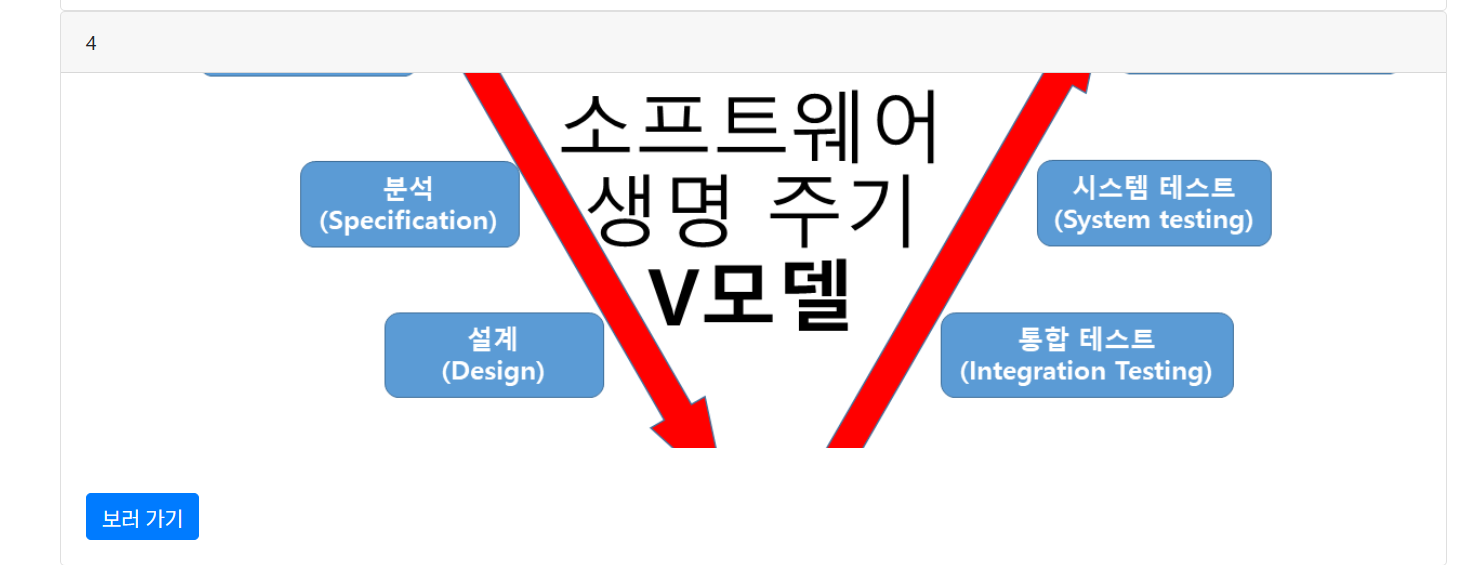 4
소프트웨어
생명 주기
V모델
분석
(Specification)
시스템 테스트
(System testing)
설계
(Design)
통합 테스트
(Integration Testing)
보러 가기